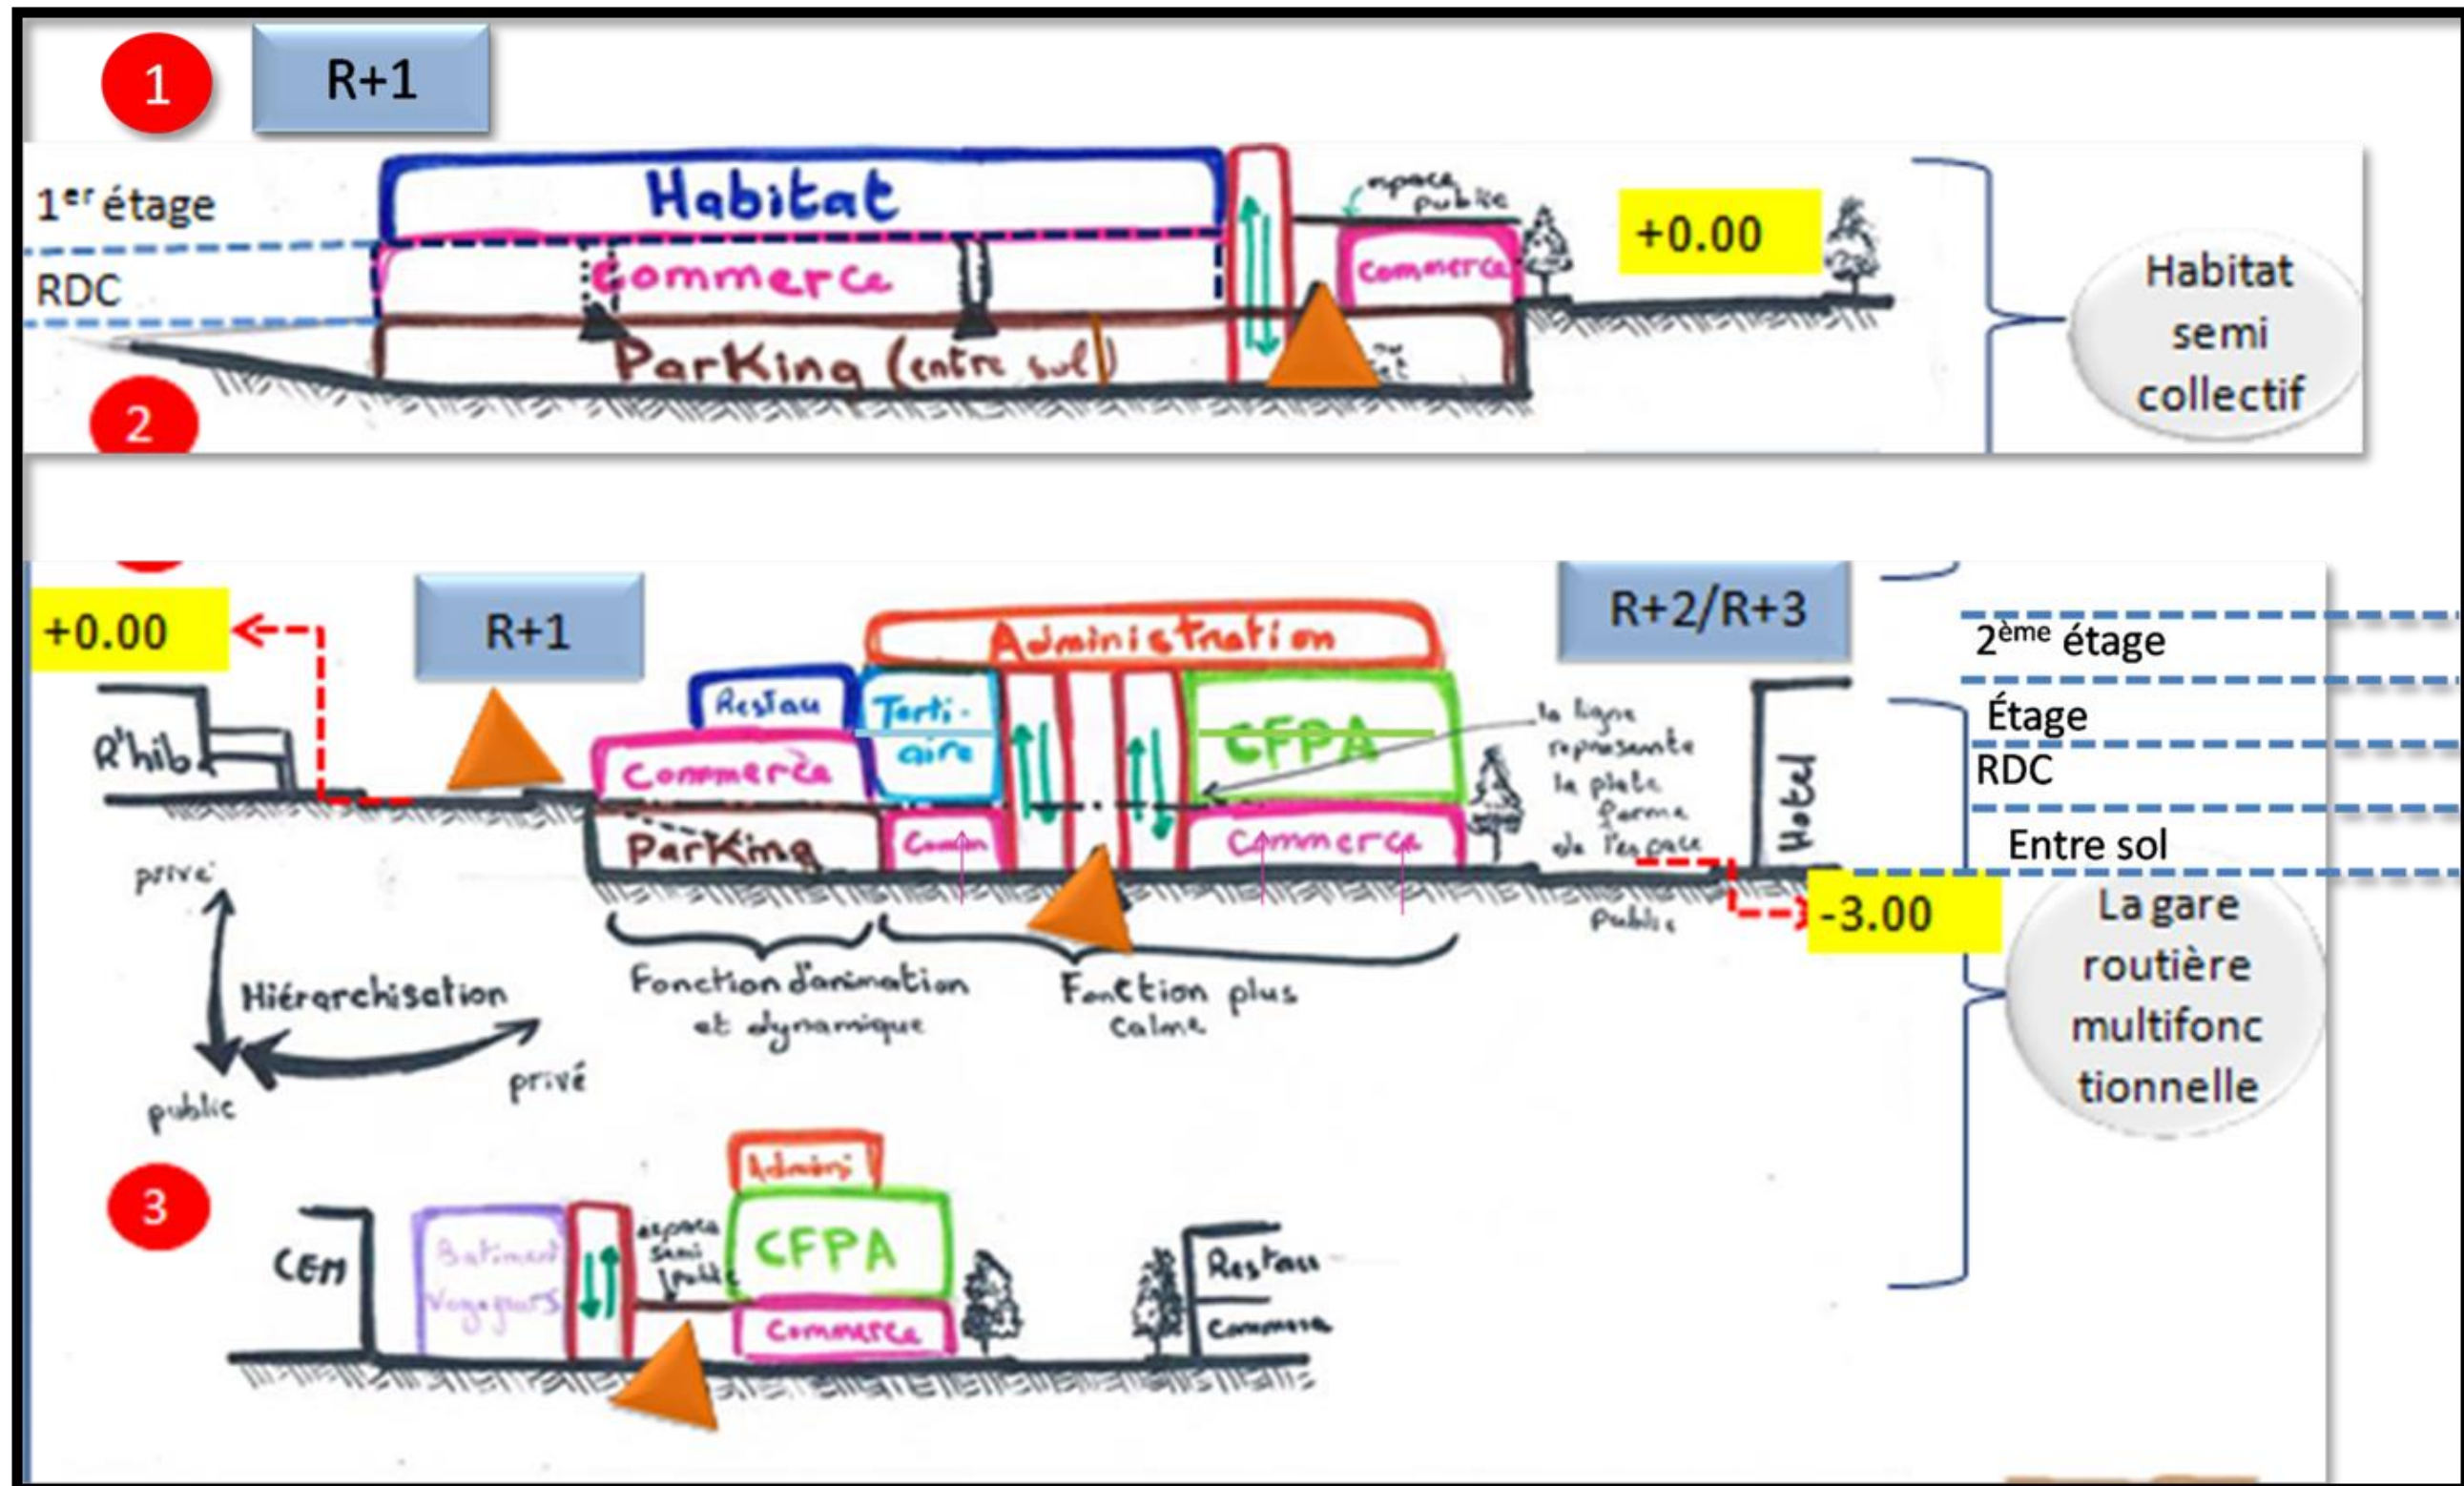 1
R+1
1er étage
Habitat
espace
public
+0.00
RDC
Commerce
Commerce
Parking (entre sol)
Habitat
semi
collectif
2
+0.00
R+1
R+2/R+3
Administration
2ème étage
Restau
Terti-
aire
CFPA
la ligne
représente
la plate
forme
de l'espace
public
Étage
R'hiba
Commerce
Hotel
RDC
Parking
Commerce
Entre sol
-3.00
privé
public
Hiérarchisation
privé
Fonction d'animation
et dynamique
Fonction plus
calme
La gare
routière
multifonc
tionnelle
3
Admini
CEM
Batiment
Voyageurs
espace
semi
public
CFPA
Commerce
Restau
Commerce